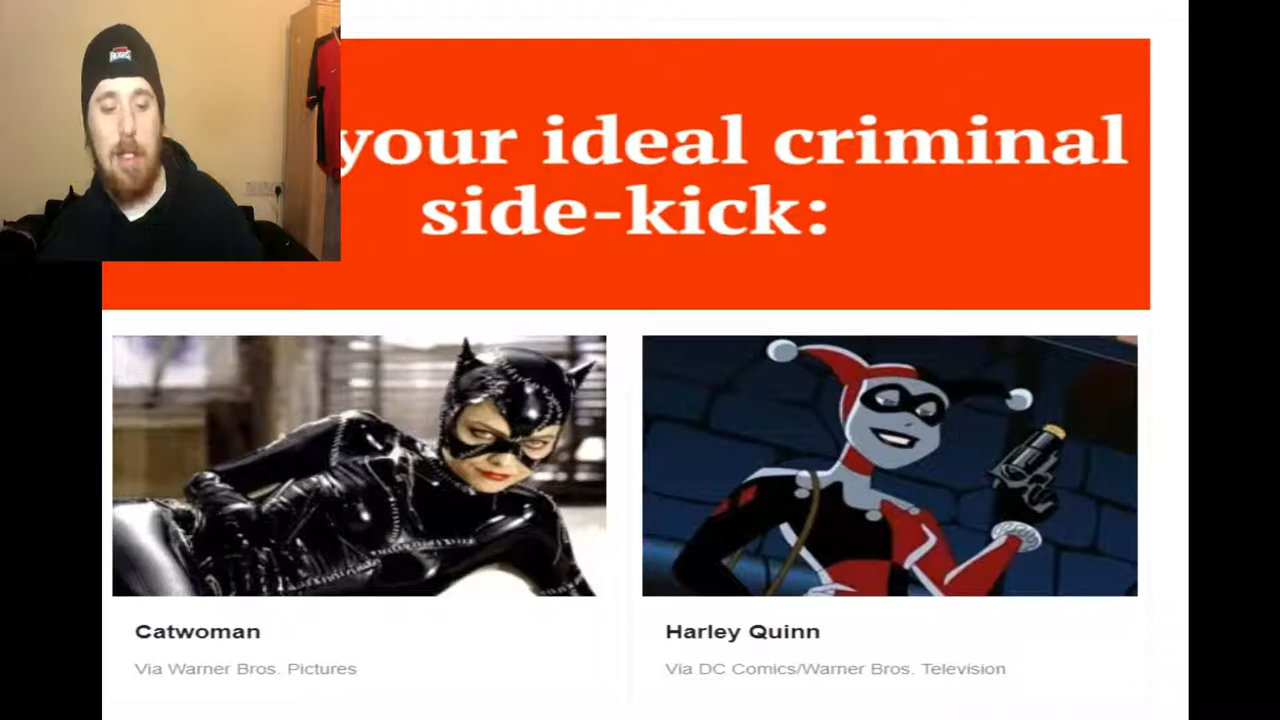 your ideal criminal
side-kick:
Catwoman
Harley Quinn
Via Warner Bros. Pictures
Via DC Comics/Warner Bros. Television